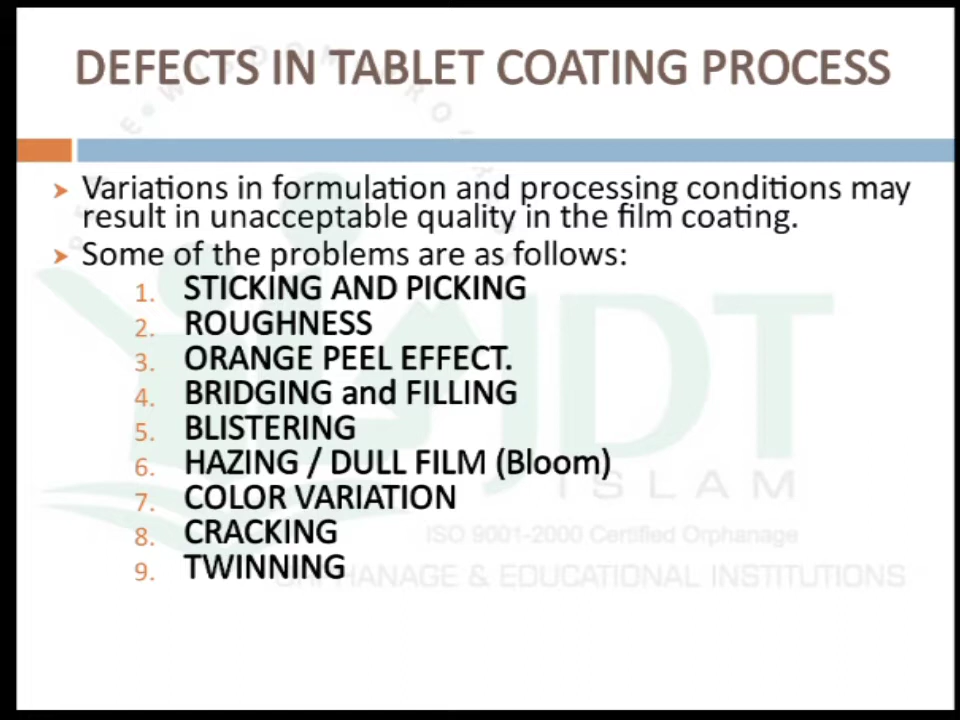 DEFECTS IN TABLET COATING PROCESS
➤ Variations in formulation and processing conditions may
result in unacceptable quality in the film coating.
➤ Some of the problems are as follows:
1. STICKING AND PICKING
2. ROUGHNESS
3. ORANGE PEEL EFFECT.
4. BRIDGING and FILLING
5. BLISTERING
6. HAZING / DULL FILM (Bloom)
7. COLOR VARIATION
8. CRACKING
9. TWINNING
JDT
ISLAM
ISO 9001-2000 Certified Orphanage
ORPHANAGE & EDUCATIONAL INSTITUTIONS